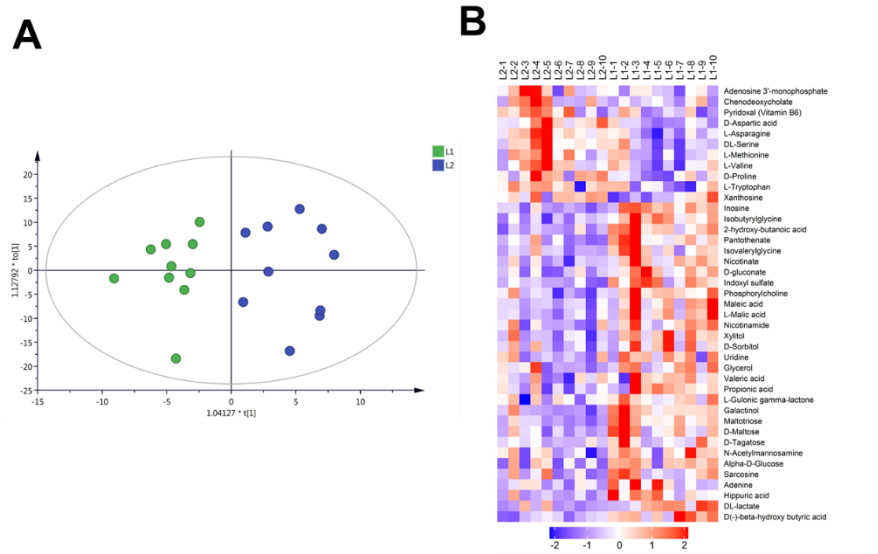 A
L1
L2
20
15
10
5
0
-5
-10
-15
-20
-25
1.12792 * to[1]
-15
-10
-5
0
5
10
1.04127 * t[1]
B
L2-1
L2-2
L2-3
L2-4
L2-5
L2-6
L2-7
L2-8
L2-9
L2-10
L1-1
L1-2
L1-3
L1-4
L1-5
L1-6
L1-7
L1-8
L1-9
L1-10
Adenosine 3'-monophosphate
Chenodeoxycholate
Pyridoxal (Vitamin B6)
D-Aspartic acid
L-Asparagine
DL-Serine
L-Methionine
L-Valine
D-Proline
L-Tryptophan
Xanthosine
Inosine
Isobutyrylglycine
2-hydroxy-butanoic acid
Pantothenate
Isovalerylglycine
Nicotinate
D-gluconate
Indoxyl sulfate
Phosphorylcholine
Maleic acid
L-Malic acid
Nicotinamide
Xylitol
D-Sorbitol
Uridine
Glycerol
Valeric acid
Propionic acid
L-Gulonic gamma-lactone
Galactinol
Maltotriose
D-Maltose
D-Tagatose
N-Acetylmannosamine
Alpha-D-Glucose
Sarcosine
Adenine
Hippuric acid
DL-lactate
D(-)-beta-hydroxy butyric acid
-2
-1
0
1
2